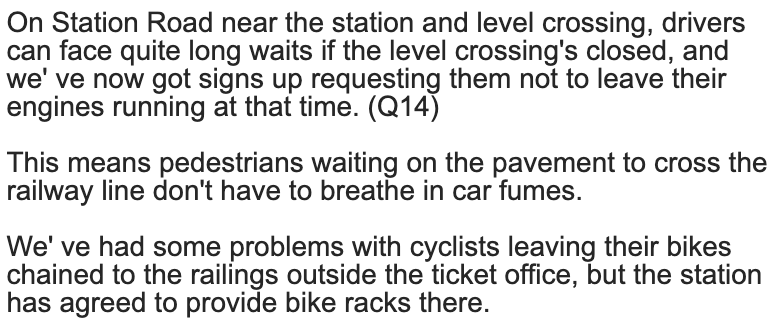 On Station Road near the station and level crossing, drivers
can face quite long waits if the level crossing's closed, and
we' ve now got signs up requesting them not to leave their
engines running at that time. (Q14)
This means pedestrians waiting on the pavement to cross the
railway line don't have to breathe in car fumes.
We' ve had some problems with cyclists leaving their bikes
chained to the railings outside the ticket office, but the station
has agreed to provide bike racks there.